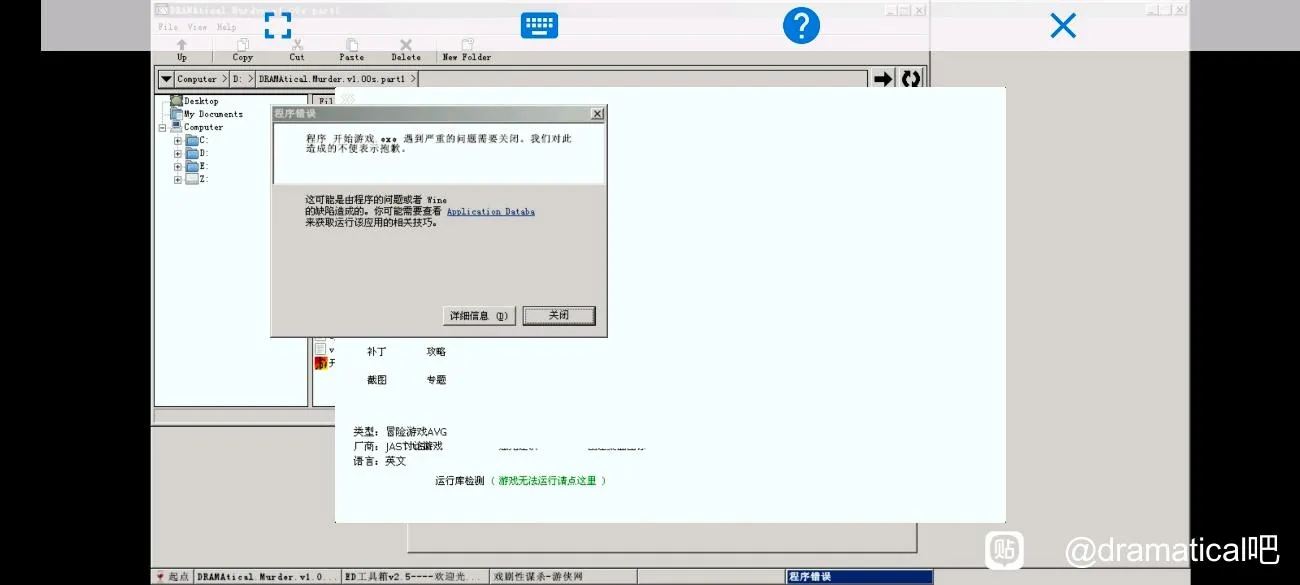 DRAMAtical.Murder.v1.00s.part1
File View Help
Up Copy Cut Paste Delete New Folder
Computer > D: > DRAMAtical.Murder.v1.00s.part1 >
Desktop
My Documents
Computer
C:
D:
E:
Z:
程序错误
程序 开始游戏.exe 遇到严重的问题需要关闭。我们对此
造成的不便表示抱歉。
这可能是由程序的问题或者 Wine
的缺陷造成的。你可能需要查看 Application Databa
来获取运行该应用的相关技巧。
详细信息 (D) 关闭
补丁 攻略
截图 专题
类型：冒险游戏AVG
厂商：JAST
语言：英文
运行库检测 （ 游戏无法运行请点这里 ）
贴 @dramatical吧
起点 DRAMAtical.Murder.v1.0... ED工具箱v2.5----欢迎光... 戏剧性谋杀-游侠网 程序错误